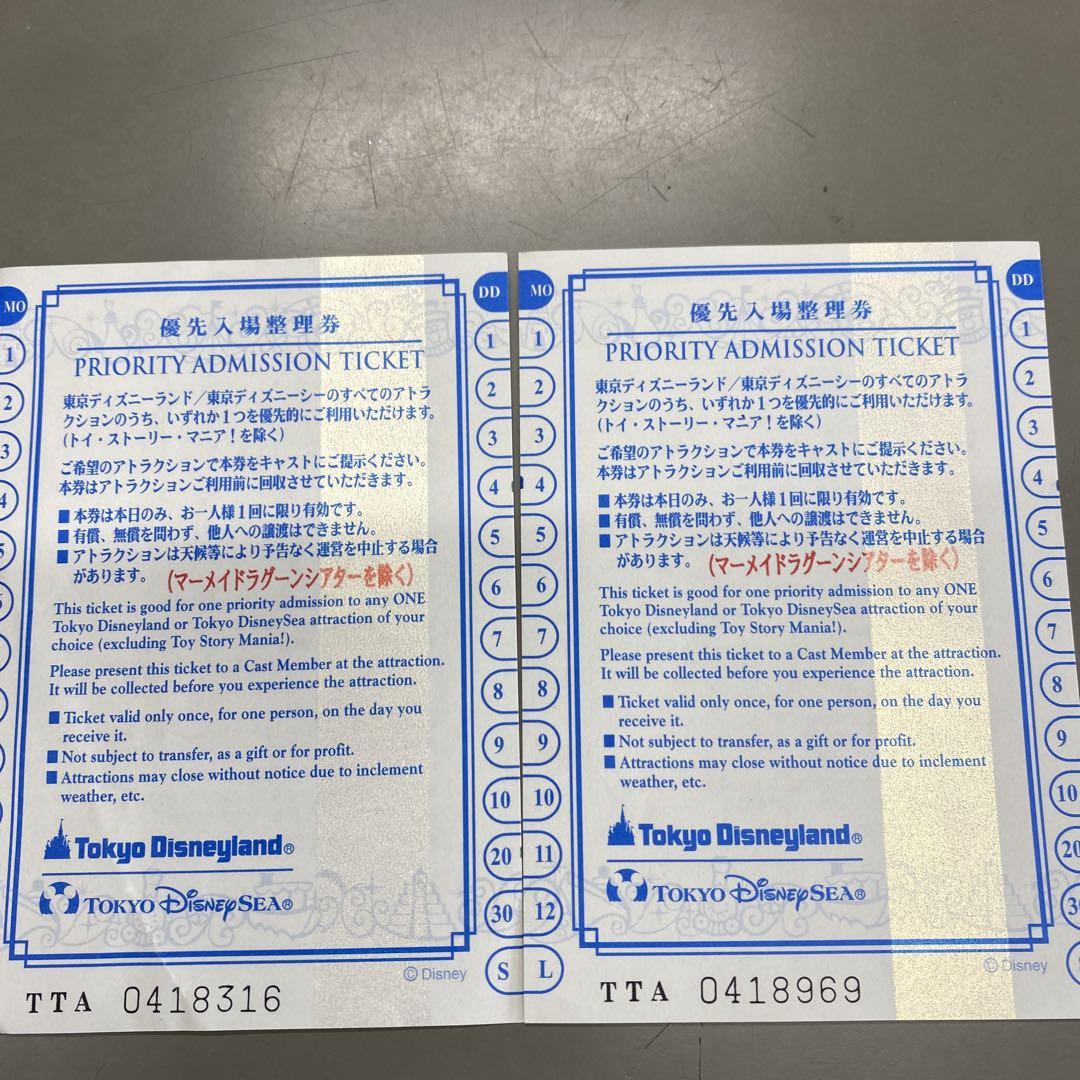 MO
1
2
3
4
5
DD
1
2
3
4
5
6
7
8
9
10
20
30
S
優先入場整理券
PRIORITY ADMISSION TICKET
東京ディズニーランド／東京ディズニーシーのすべてのアトラ
クションのうち、いずれか1つを優先的にご利用いただけます。
(トイ・ストーリー・マニア！を除く)
ご希望のアトラクションで本券をキャストにご提示ください。
本券はアトラクションご利用前に回収させていただきます。
■ 本券は本日のみ、お一人様1回に限り有効です。
■ 有償、無償を問わず、他人への譲渡はできません。
■ アトラクションは天候等により予告なく運営を中止する場合
があります。 (マーメイドラグーンシアターを除く)
This ticket is good for one priority admission to any ONE
Tokyo Disneyland or Tokyo DisneySea attraction of your
choice (excluding Toy Story Mania!).
Please present this ticket to a Cast Member at the attraction.
It will be collected before you experience the attraction.
■ Ticket valid only once, for one person, on the day you
receive it.
■ Not subject to transfer, as a gift or for profit.
■ Attractions may close without notice due to inclement
weather, etc.
Tokyo Disneyland®
TOKYO DISNEYSEA®
© Disney
TTA 0418316
MO
1
2
3
4
5
6
7
8
9
10
11
12
L
DD
1
2
3
4
5
6
7
8
9
10
20
30
優先入場整理券
PRIORITY ADMISSION TICKET
東京ディズニーランド／東京ディズニーシーのすべてのアトラ
クションのうち、いずれか1つを優先的にご利用いただけます。
(トイ・ストーリー・マニア！を除く)
ご希望のアトラクションで本券をキャストにご提示ください。
本券はアトラクションご利用前に回収させていただきます。
■ 本券は本日のみ、お一人様1回に限り有効です。
■ 有償、無償を問わず、他人への譲渡はできません。
■ アトラクションは天候等により予告なく運営を中止する場合
があります。 (マーメイドラグーンシアターを除く)
This ticket is good for one priority admission to any ONE
Tokyo Disneyland or Tokyo DisneySea attraction of your
choice (excluding Toy Story Mania!).
Please present this ticket to a Cast Member at the attraction.
It will be collected before you experience the attraction.
■ Ticket valid only once, for one person, on the day you
receive it.
■ Not subject to transfer, as a gift or for profit.
■ Attractions may close without notice due to inclement
weather, etc.
Tokyo Disneyland®
TOKYO DISNEYSEA®
© Disney
TTA 0418969